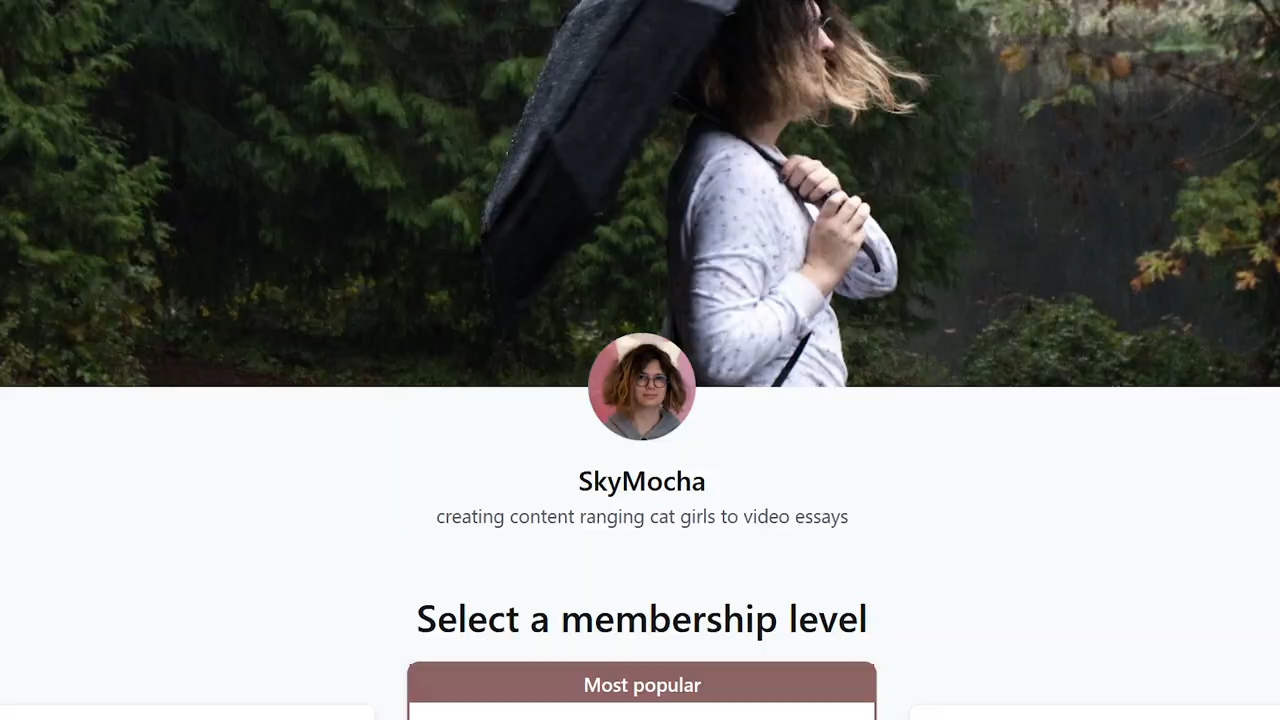 SkyMocha
creating content ranging cat girls to video essays
Select a membership level
Most popular